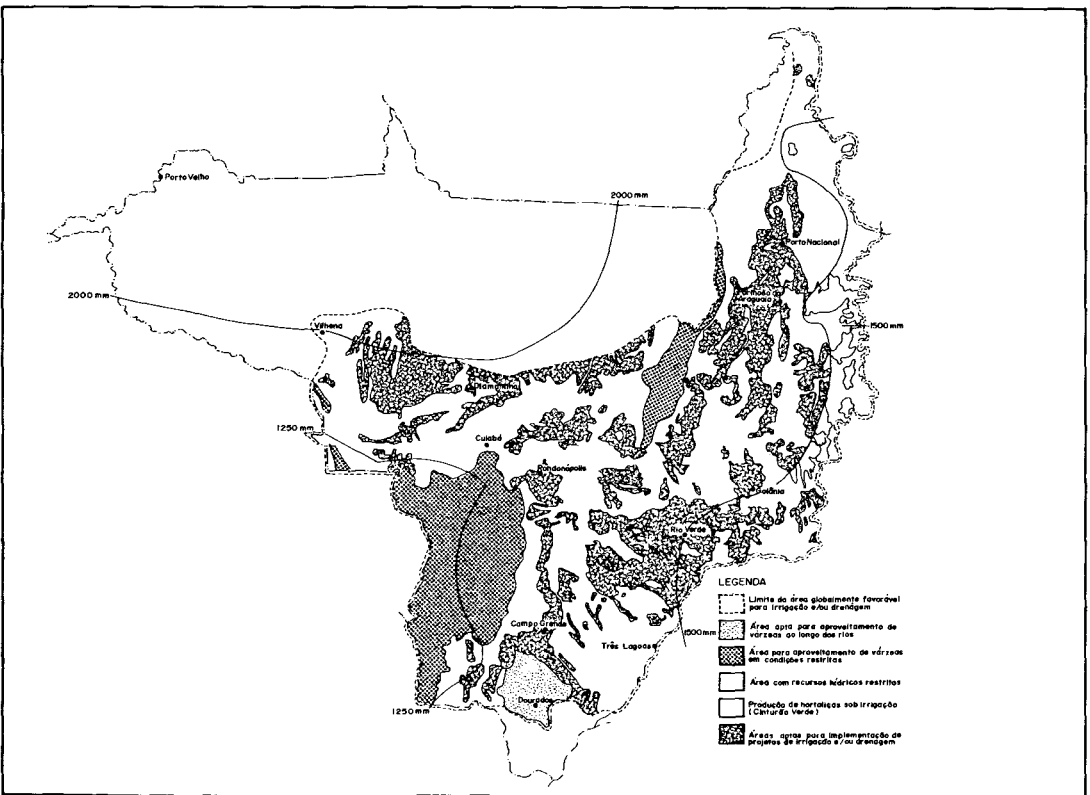 2000 mm
Porto Velho
Porto Nacional
Formoso do
Araguaia
2000 mm
1500 mm
Vilhena
Diamantino
1250 mm
Cuiabá
Rondonópolis
Goiânia
Rio Verde
1500 mm
Campo Grande
Três Lagoas
Dourados
1250 mm
LEGENDA
Limite da área globalmente favorável
para irrigação e/ou drenagem
Área apta para aproveitamento de
várzeas ao longo dos rios
Área para aproveitamento de várzeas
em condições restritas
Área com recursos hídricos restritos
Produção de hortaliças sob irrigação
(Cinturão Verde)
Áreas aptas para implementação de
projetos de irrigação e/ou drenagem